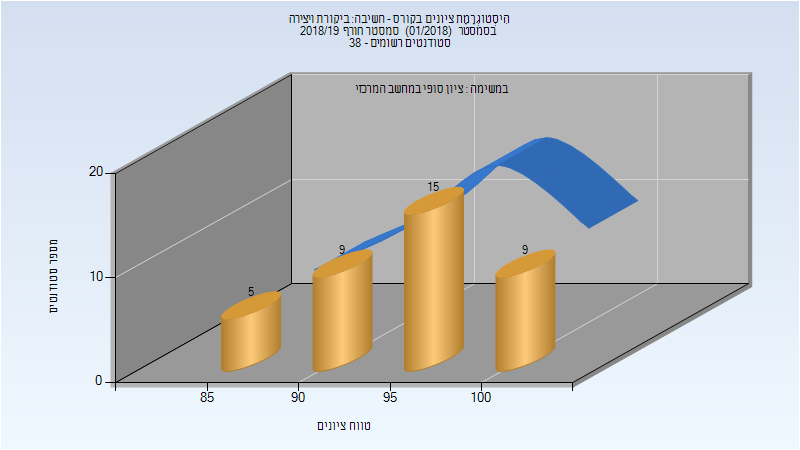 היסטוגרמת ציונים בקורס - חשיבה: ביקורת ויצירה
בסמסטר (01/2018) סמסטר חורף 2018/19
סטודנטים רשומים - 38
במשימה : ציון סופי במחשב המרכזי
20
10
0
מספר סטודנטים
5
9
15
9
85
90
95
100
טווח ציונים